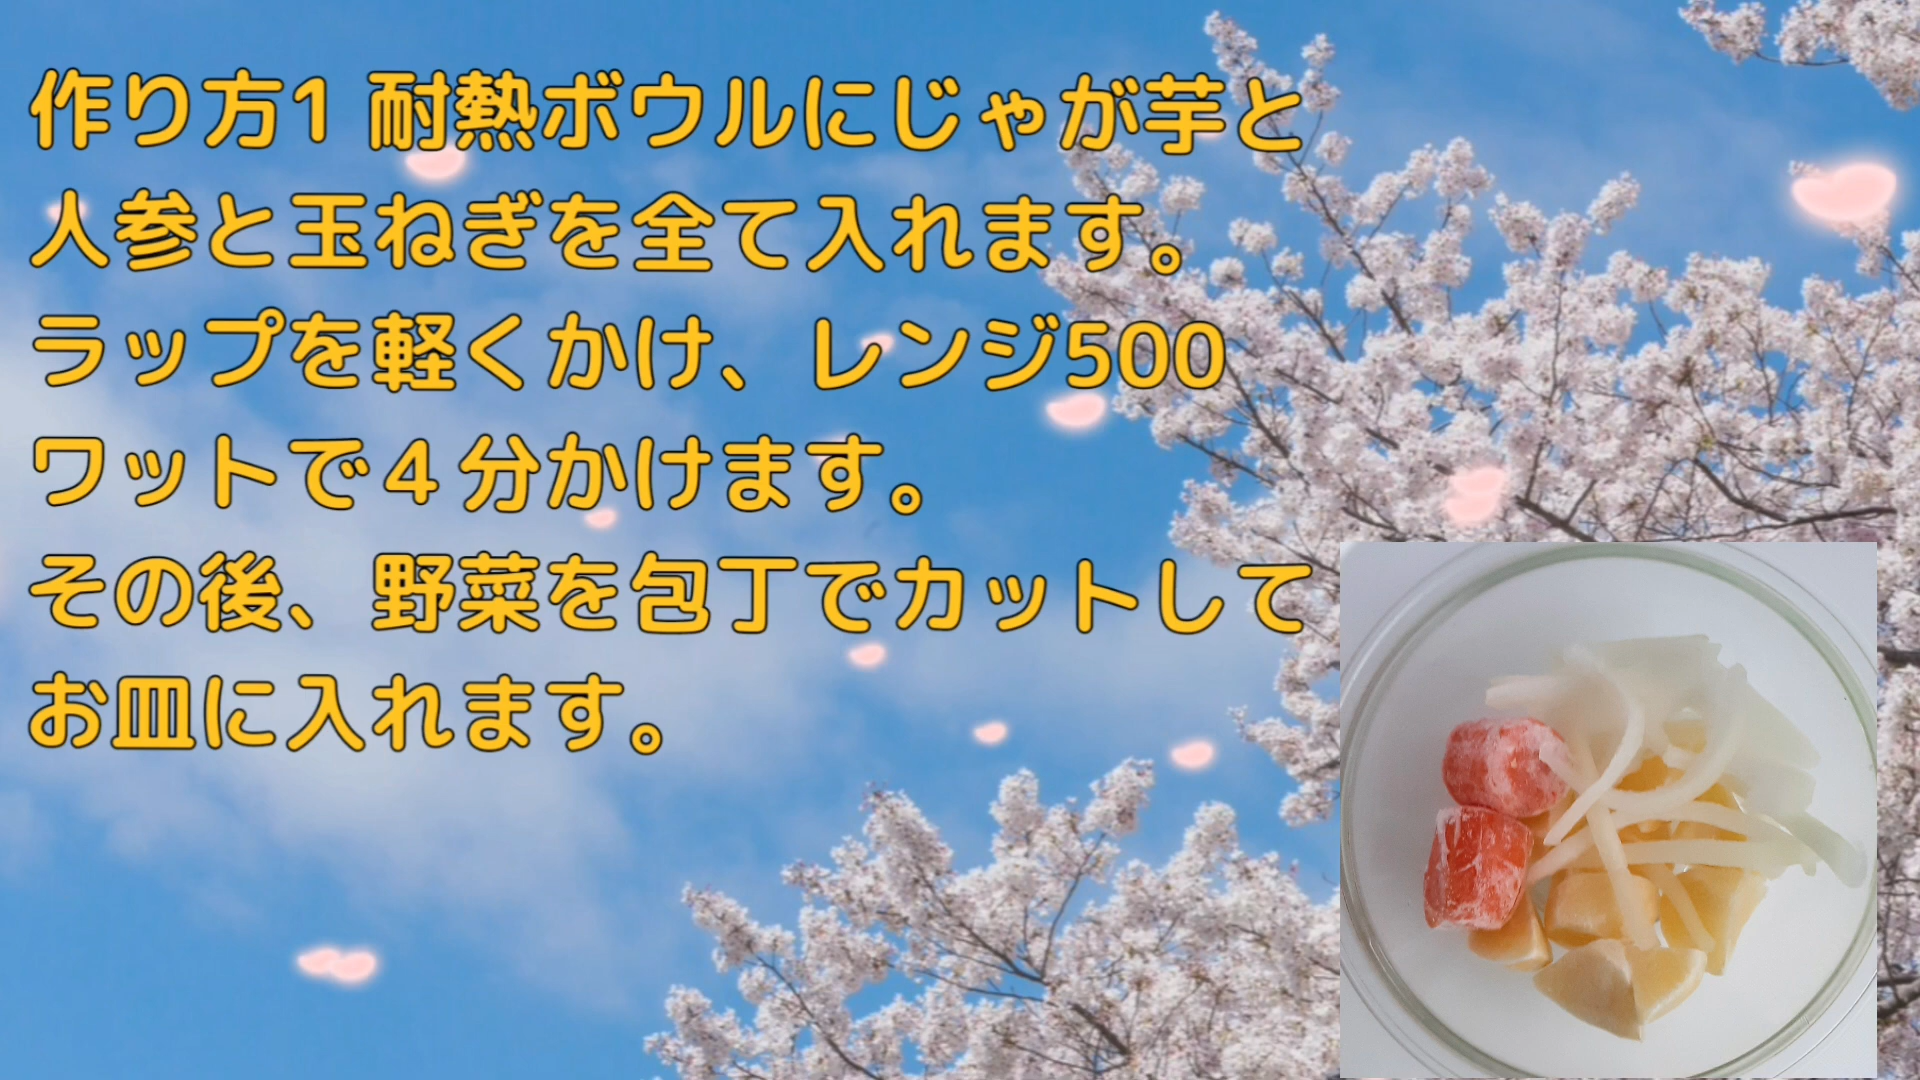 作り方1 耐熱ボウルにじゃが芋と
人参と玉ねぎを全て入れます。
ラップを軽くかけ、レンジ500
ワットで４分かけます。
その後、野菜を包丁でカットして
お皿に入れます。